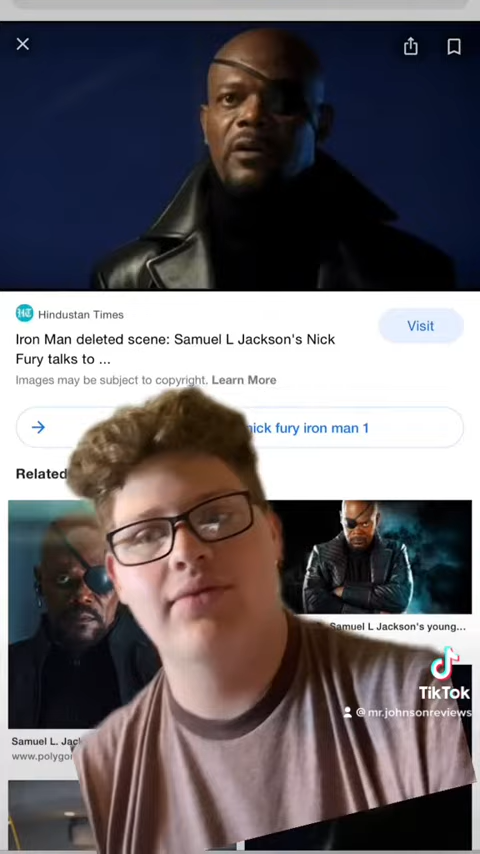 Hindustan Times
Visit
Iron Man deleted scene: Samuel L Jackson's Nick
Fury talks to ...
Images may be subject to copyright. Learn More
nick fury iron man 1
Related
Samuel L Jackson's young...
TikTok
@mr.johnsonreviews
Samuel L. Jac
www.polygo